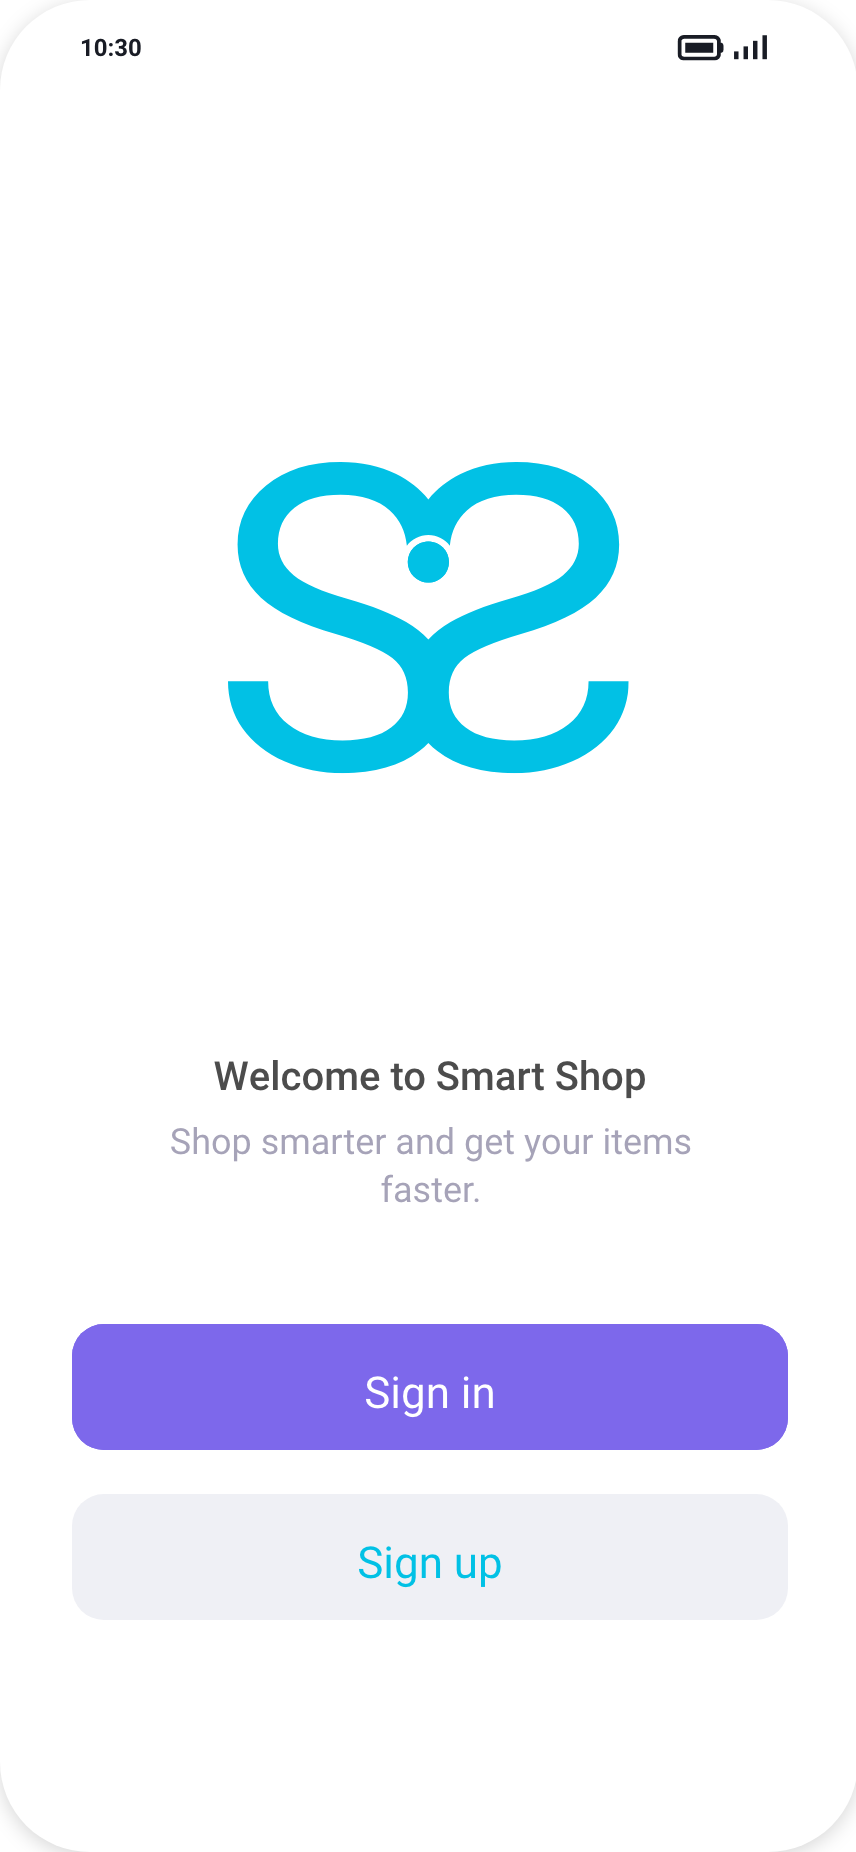 10:30
Welcome to Smart Shop
Shop smarter and get your items
faster.
Sign in
Sign up